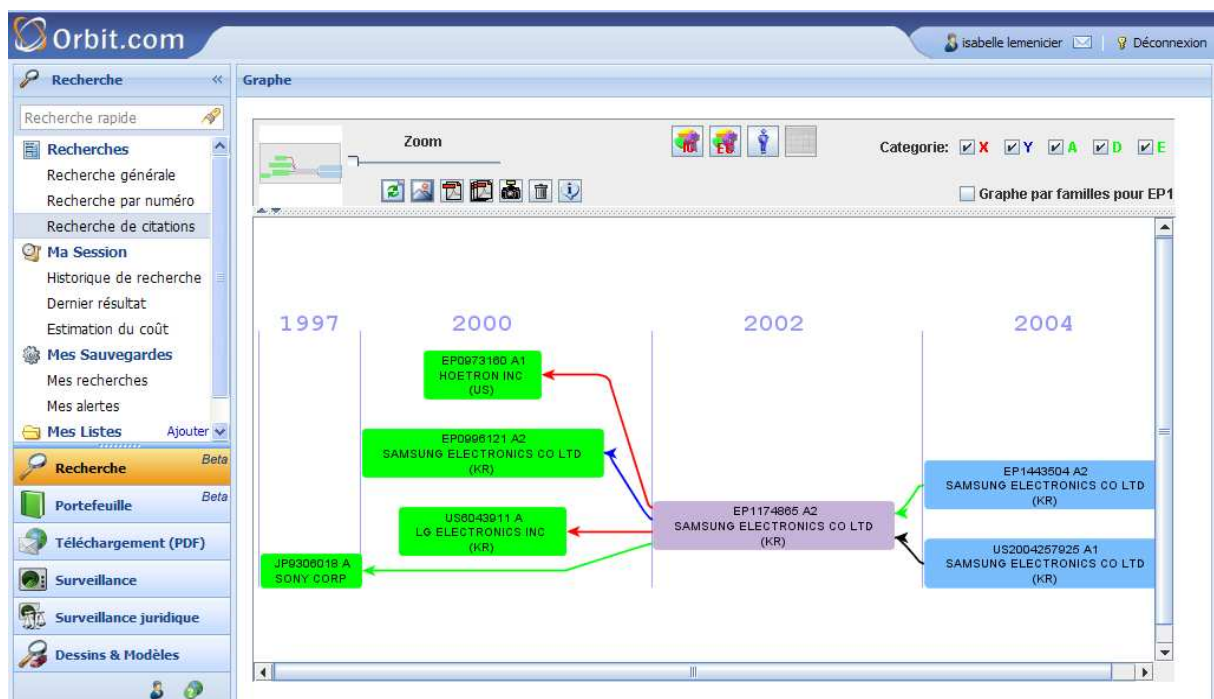 Orbit.com
isabelle lemenicier
Déconnexion
Recherche
«
Recherche rapide
Recherches
Recherche générale
Recherche par numéro
Recherche de citations
Ma Session
Historique de recherche
Dernier résultat
Estimation du coût
Mes Sauvegardes
Mes recherches
Mes alertes
Mes Listes Ajouter
Recherche Beta
Portefeuille Beta
Téléchargement (PDF)
Surveillance
Surveillance juridique
Dessins & Modèles
Graphe
Zoom
Categorie: X Y A D E
Graphe par familles pour EP1
1997 2000 2002 2004
EP0973160 A1
HOETRON INC
(US)
EP0996121 A2
SAMSUNG ELECTRONICS CO LTD
(KR)
US6043911 A
LG ELECTRONICS INC
(KR)
JP9306018 A
SONY CORP
EP1174865 A2
SAMSUNG ELECTRONICS CO LTD
(KR)
EP1443504 A2
SAMSUNG ELECTRONICS CO LTD
(KR)
US2004257925 A1
SAMSUNG ELECTRONICS CO LTD
(KR)